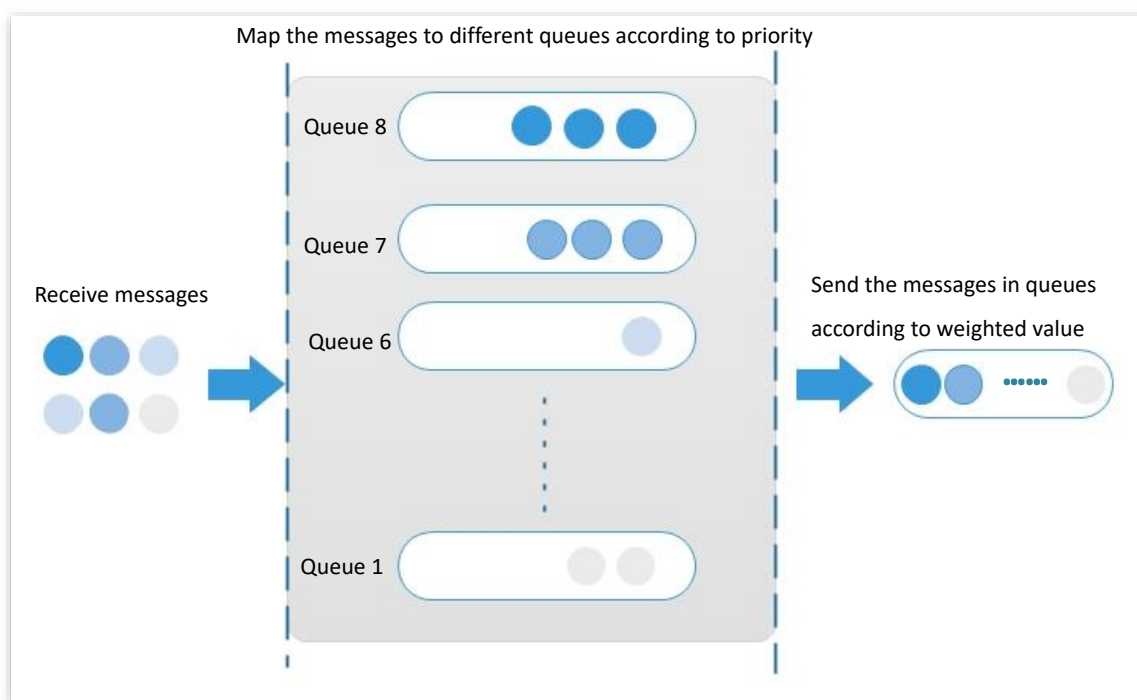 Map the messages to different queues according to priority
Queue 8
Queue 7
Receive messages
Queue 6
Queue 1
Send the messages in queues
according to weighted value